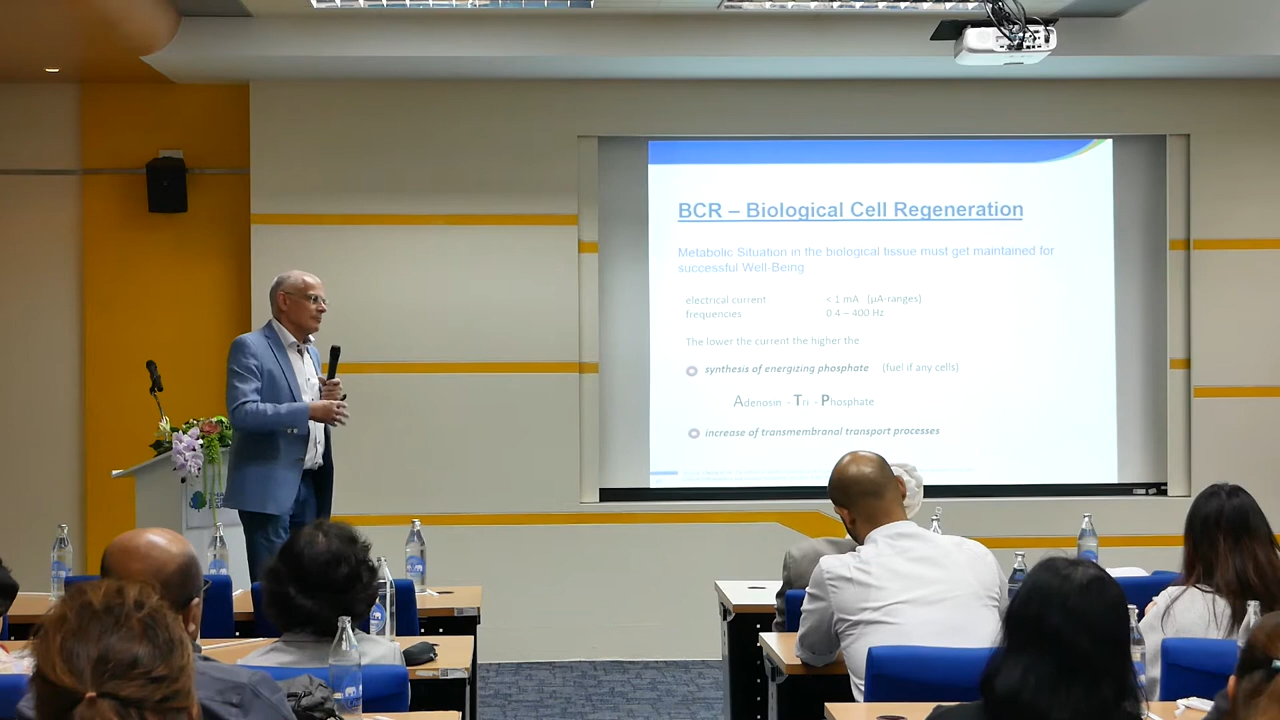 BCR – Biological Cell Regeneration
Metabolic Situation in the biological tissue must get maintained for
successful Well-Being
electrical current < 1 mA (µA-ranges)
frequencies 0.4 – 400 Hz
The lower the current the higher the
synthesis of energizing phosphate (fuel if any cells)
Adenosin - Tri - Phosphate
increase of transmembranal transport processes